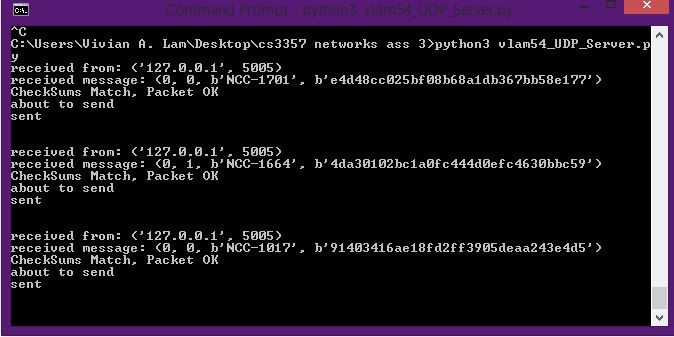 Command Prompt - python3 vlam54_UDP_Server.py
^C
C:\Users\Vivian A. Lam\Desktop\cs3357 networks ass 3>python3 vlam54_UDP_Server.p
y
received from: ('127.0.0.1', 5005)
received message: (0, 0, b'NCC-1701', b'e4d48cc025bf08b68a1db367bb58e177')
CheckSums Match, Packet OK
about to send
sent
received from: ('127.0.0.1', 5005)
received message: (0, 1, b'NCC-1664', b'4da30102bc1a0fc444d0efc4630bbc59')
CheckSums Match, Packet OK
about to send
sent
received from: ('127.0.0.1', 5005)
received message: (0, 0, b'NCC-1017', b'91403416ae18fd2ff3905deaa243e4d5')
CheckSums Match, Packet OK
about to send
sent